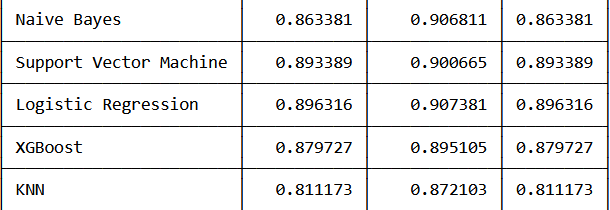 Naive Bayes 0.863381 0.906811 0.863381
Support Vector Machine 0.893389 0.900665 0.893389
Logistic Regression 0.896316 0.907381 0.896316
XGBoost 0.879727 0.895105 0.879727
KNN 0.811173 0.872103 0.811173